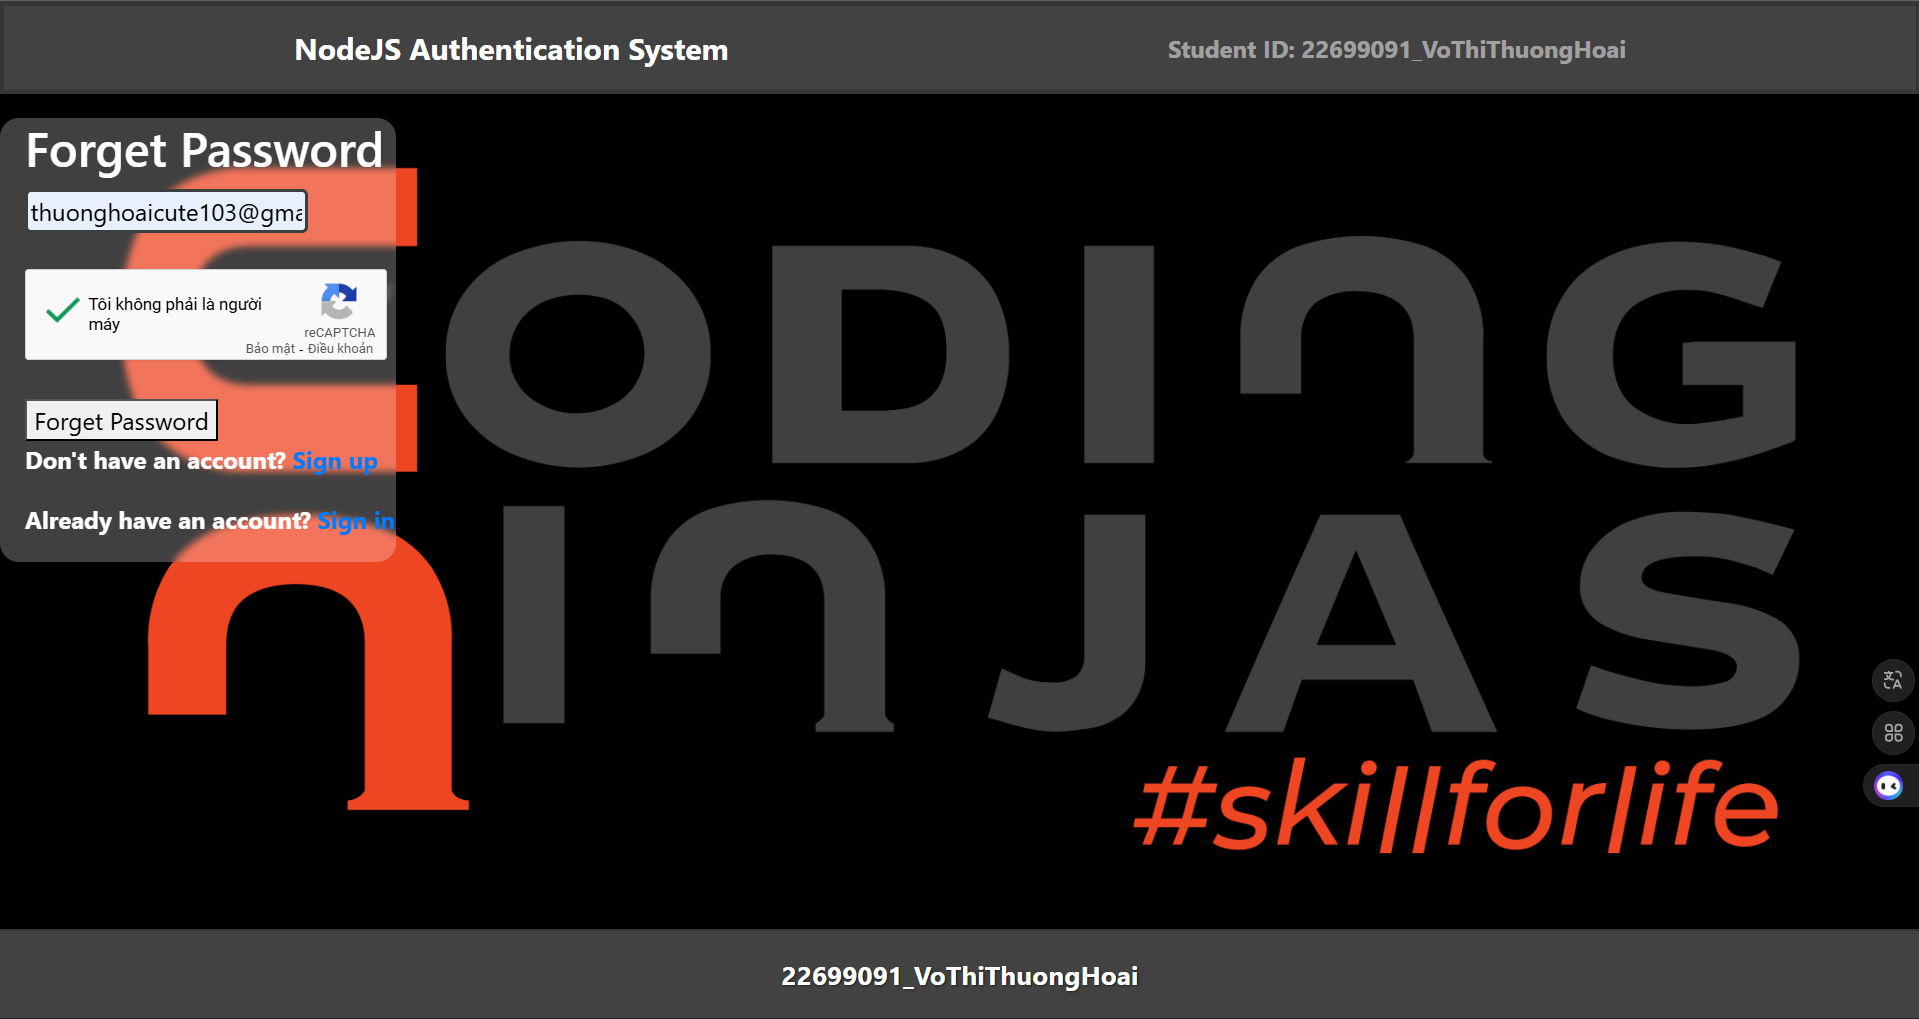 NodeJS Authentication System
Student ID: 22699091_VoThiThuongHoai
Forget Password
thuonghoaicute103@gma
Tôi không phải là người
máy
reCAPTCHA
Bảo mật - Điều khoản
Forget Password
Don't have an account? Sign up
Already have an account? Sign in
CODING
NINJAS
#skillforlife
22699091_VoThiThuongHoai